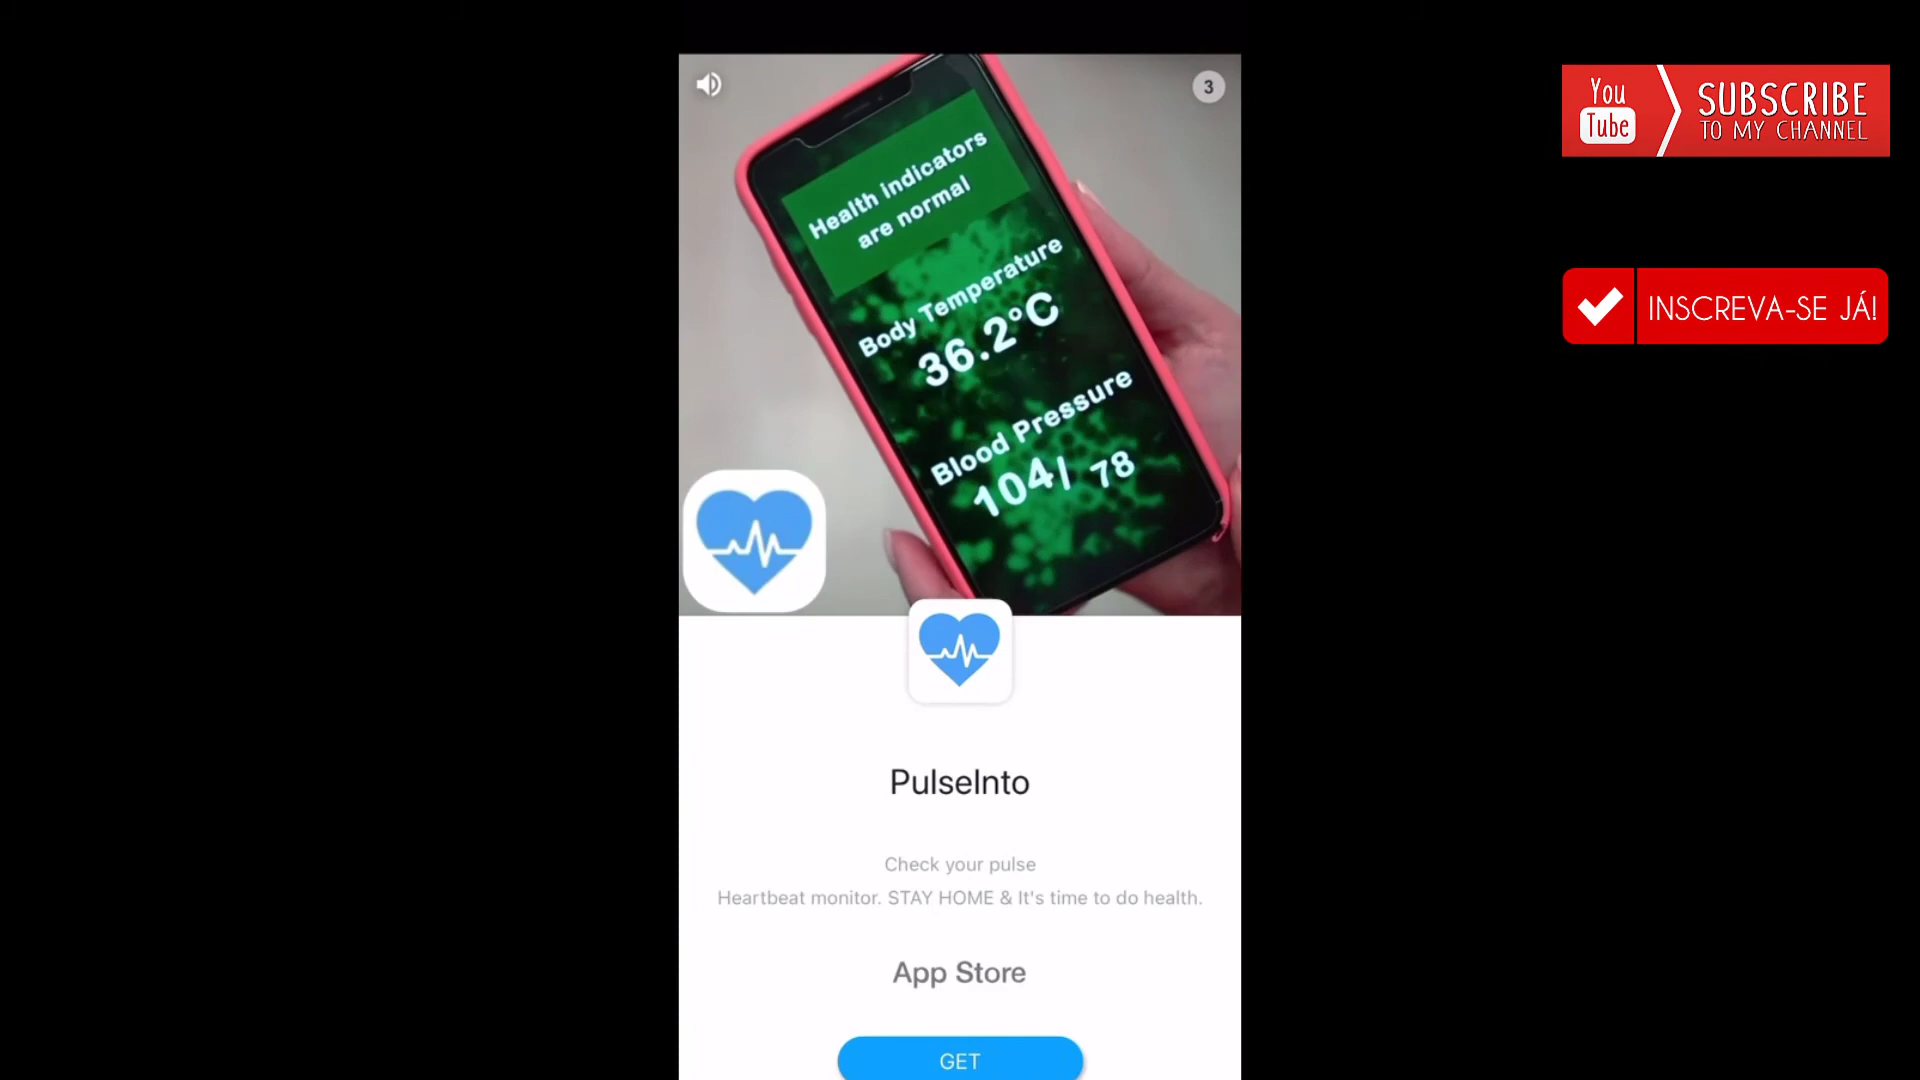 3
Health indicators
are normal
Body Temperature
36.2°C
Blood Pressure
104/ 78
PulseInto
Check your pulse
Heartbeat monitor. STAY HOME & It's time to do health.
App Store
GET
You
Tube
SUBSCRIBE
TO MY CHANNEL
INSCREVA-SE JÁ!